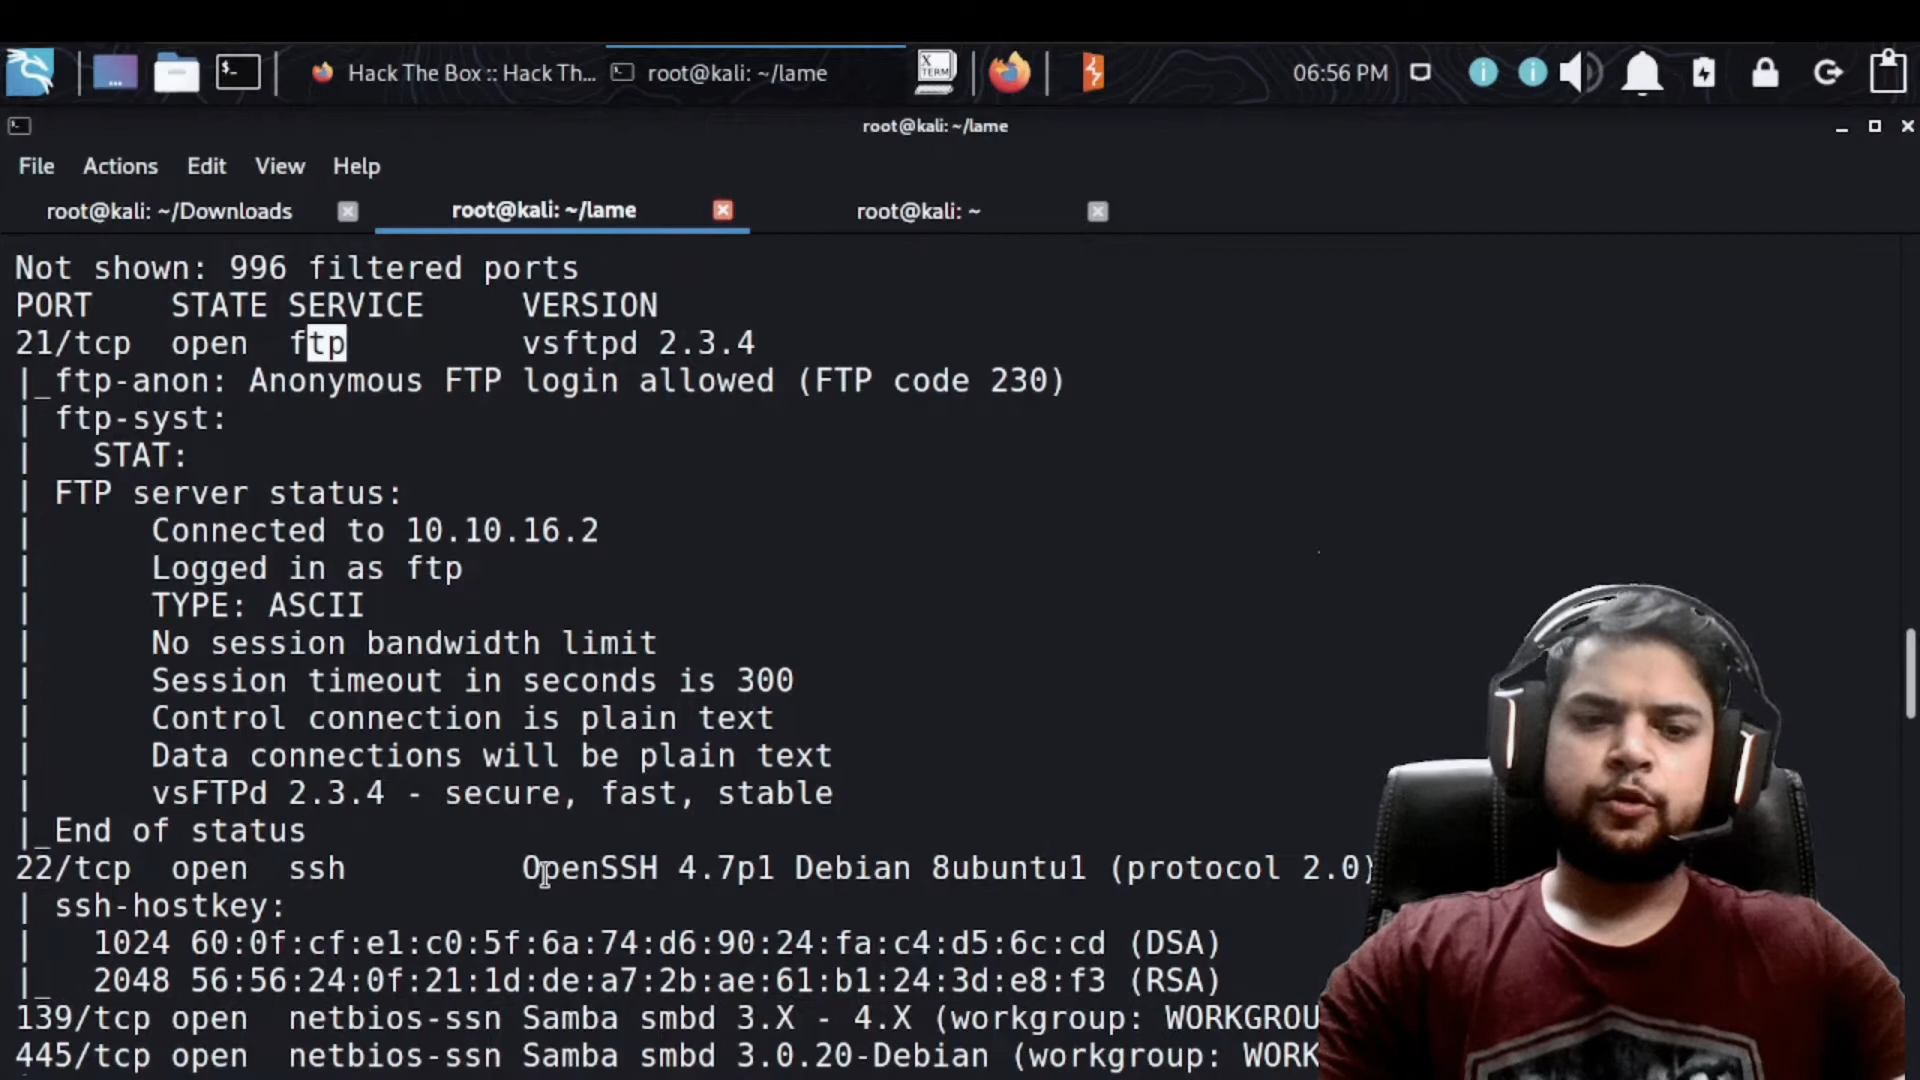 Hack The Box :: Hack Th...
root@kali: ~/lame
X
TERM
06:56 PM
root@kali: ~/lame
File Actions Edit View Help
root@kali: ~/Downloads
root@kali: ~/lame
root@kali: ~
Not shown: 996 filtered ports
PORT STATE SERVICE VERSION
21/tcp open ftp vsftpd 2.3.4
|_ftp-anon: Anonymous FTP login allowed (FTP code 230)
| ftp-syst:
| STAT:
| FTP server status:
| Connected to 10.10.16.2
| Logged in as ftp
| TYPE: ASCII
| No session bandwidth limit
| Session timeout in seconds is 300
| Control connection is plain text
| Data connections will be plain text
| vsFTPd 2.3.4 - secure, fast, stable
|_End of status
22/tcp open ssh OpenSSH 4.7p1 Debian 8ubuntu1 (protocol 2.0)
| ssh-hostkey:
| 1024 60:0f:cf:e1:c0:5f:6a:74:d6:90:24:fa:c4:d5:6c:cd (DSA)
|_ 2048 56:56:24:0f:21:1d:de:a7:2b:ae:61:b1:24:3d:e8:f3 (RSA)
139/tcp open netbios-ssn Samba smbd 3.X - 4.X (workgroup: WORKGROU
445/tcp open netbios-ssn Samba smbd 3.0.20-Debian (workgroup: WORK